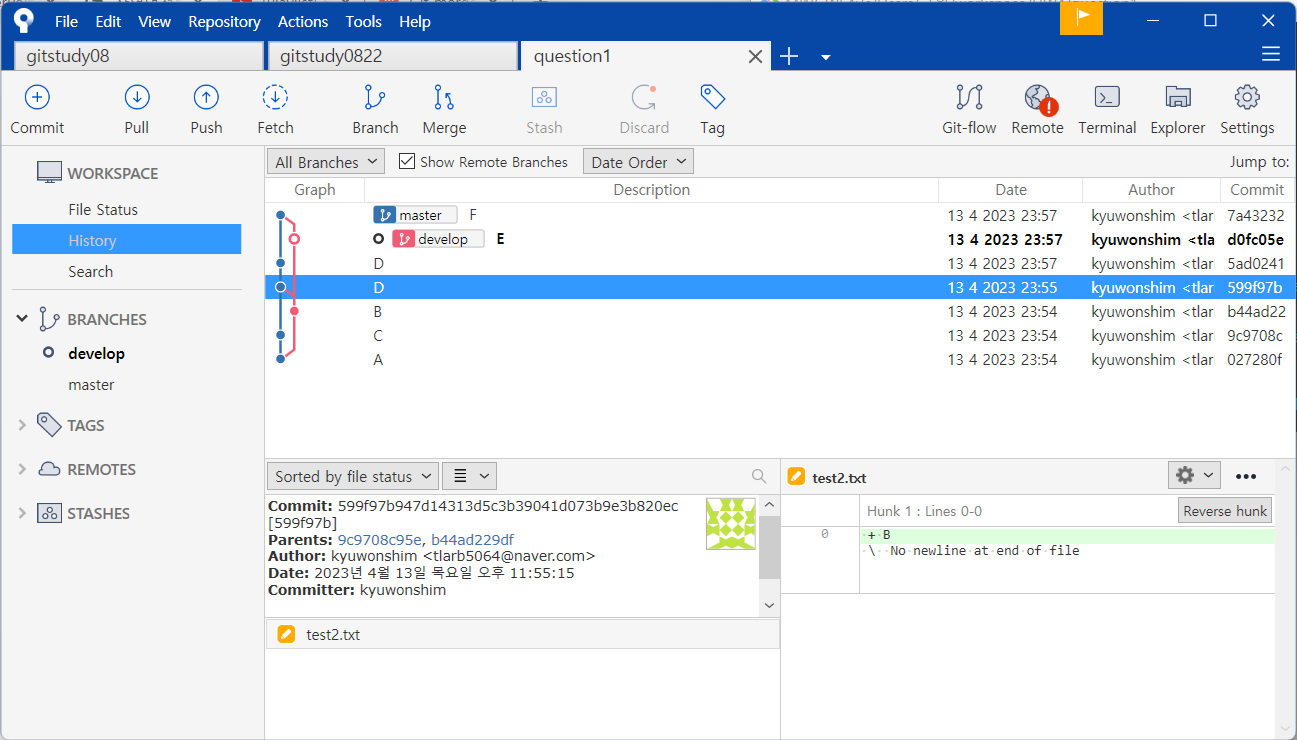 File Edit View Repository Actions Tools Help
gitstudy08 gitstudy0822 question1
Commit Pull Push Fetch Branch Merge Stash Discard Tag Git-flow Remote Terminal Explorer Settings
WORKSPACE
File Status
History
Search
BRANCHES
develop
master
TAGS
REMOTES
STASHES
All Branches Show Remote Branches Date Order Jump to:
Graph Description Date Author Commit
master F 13 4 2023 23:57 kyuwonshim <tlar 7a43232
develop E 13 4 2023 23:57 kyuwonshim <tla d0fc05e
D 13 4 2023 23:57 kyuwonshim <tlar 5ad0241
D 13 4 2023 23:55 kyuwonshim <tlar 599f97b
B 13 4 2023 23:54 kyuwonshim <tlar b44ad22
C 13 4 2023 23:54 kyuwonshim <tlar 9c9708c
A 13 4 2023 23:54 kyuwonshim <tlar 027280f
Sorted by file status
Commit: 599f97b947d14313d5c3b39041d073b9e3b820ec
[599f97b]
Parents: 9c9708c95e, b44ad229df
Author: kyuwonshim <tlarb5064@naver.com>
Date: 2023년 4월 13일 목요일 오후 11:55:15
Committer: kyuwonshim
test2.txt
test2.txt
Hunk 1 : Lines 0-0 Reverse hunk
0 + B
\ No newline at end of file